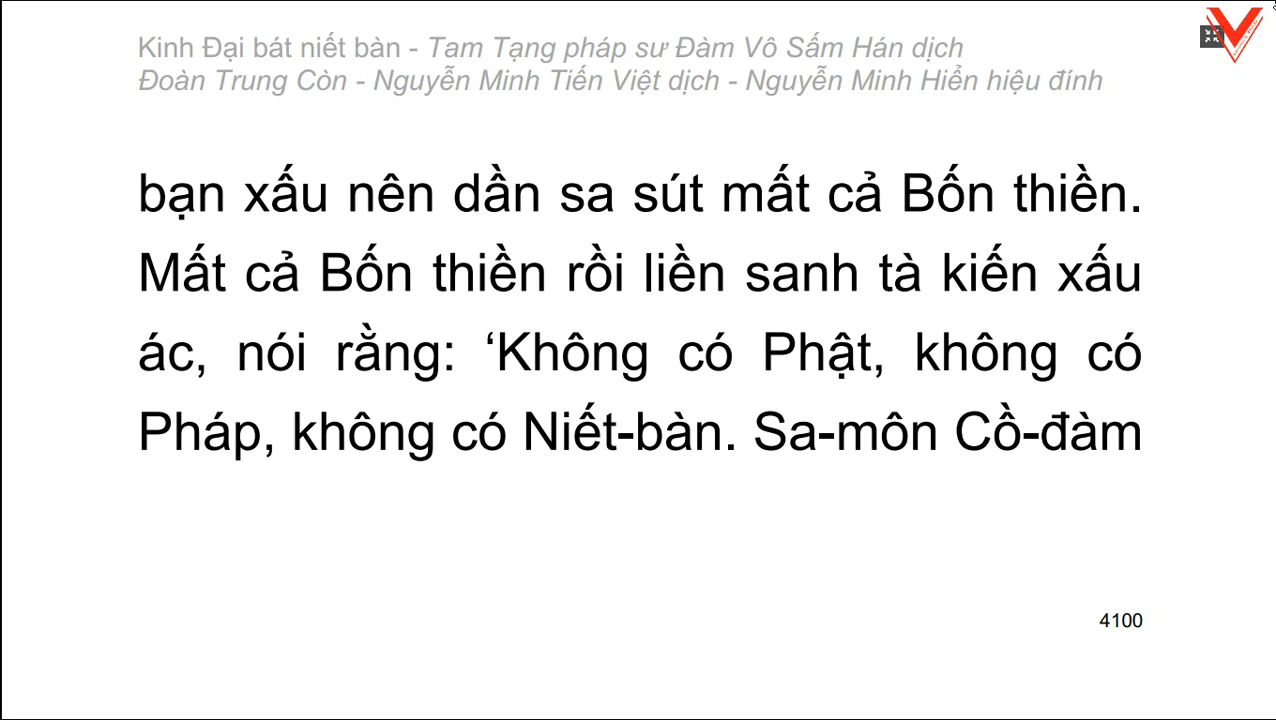 Kinh Đại bát niết bàn - Tam Tạng pháp sư Đàm Vô Sấm Hán dịch
Đoàn Trung Còn - Nguyễn Minh Tiến Việt dịch - Nguyễn Minh Hiển hiệu đính
bạn xấu nên dần sa sút mất cả Bốn thiền.
Mất cả Bốn thiền rồi liền sanh tà kiến xấu
ác, nói rằng: ‘Không có Phật, không có
Pháp, không có Niết-bàn. Sa-môn Cồ-đàm
4100